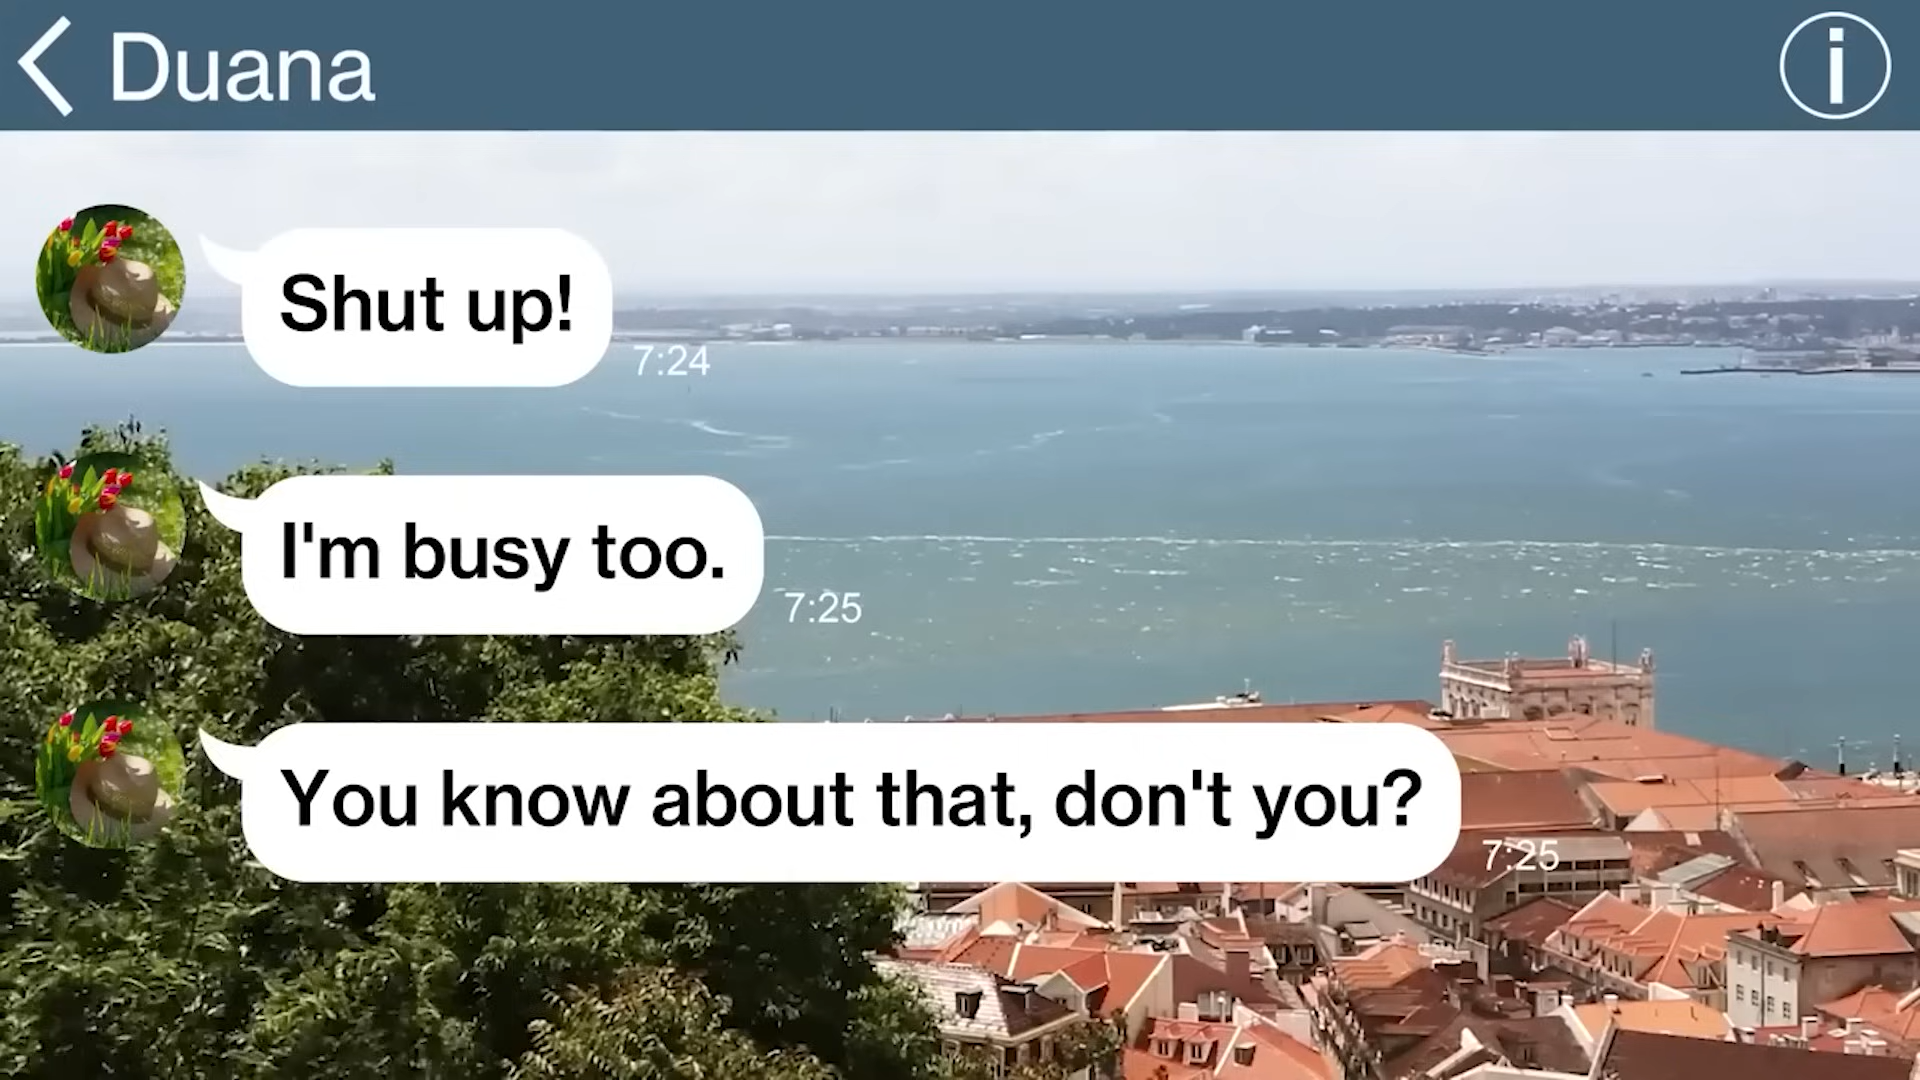 Duana
Shut up!
7:24
I'm busy too.
7:25
You know about that, don't you?
7:25